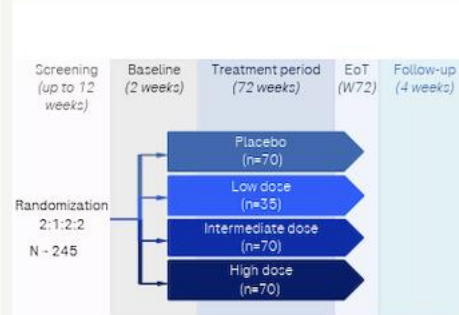 Screening
(up to 12
weeks)
Baseline
(2 weeks)
Treatment period
(72 weeks)
EoT
(W72)
Follow-up
(4 weeks)
Placebo
(n=70)
Low dose
(n=35)
Randomization
2:1:2:2
N - 245
Intermediate dose
(n=70)
High dose
(n=70)